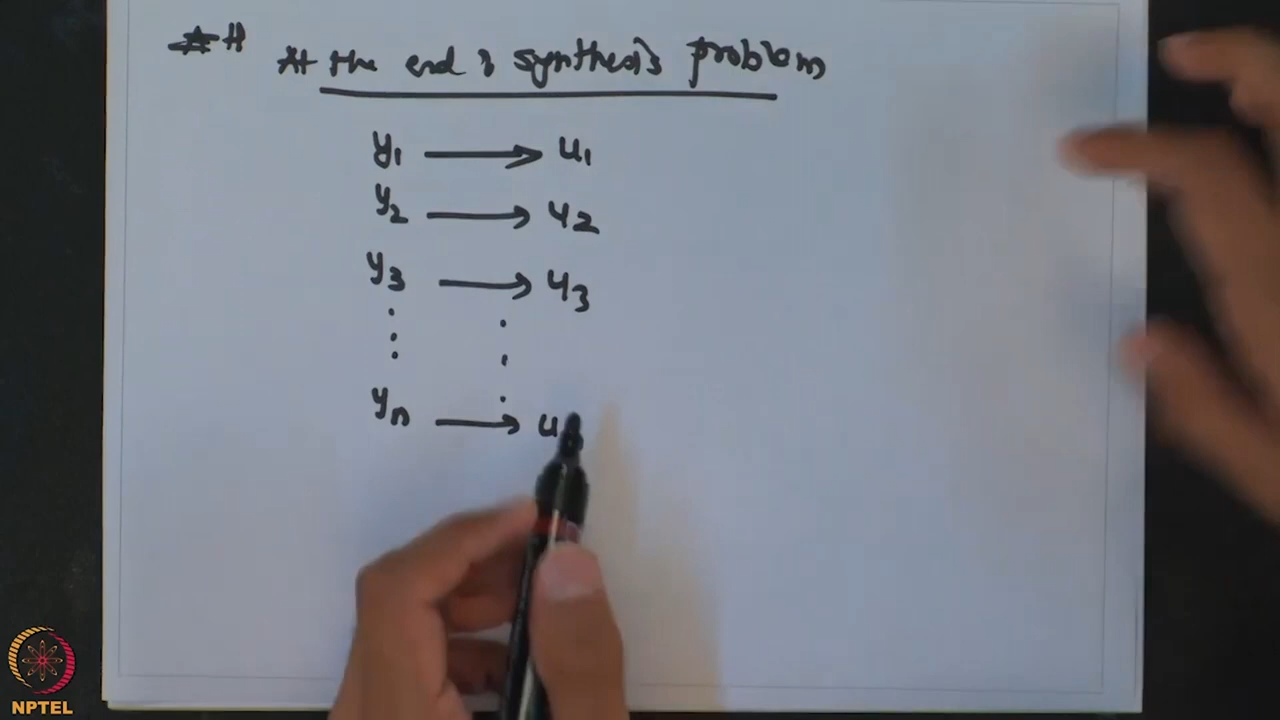 At the end of synthesis problem
y1 → u1
y2 → u2
y3 → u3
yn → u
NPTEL